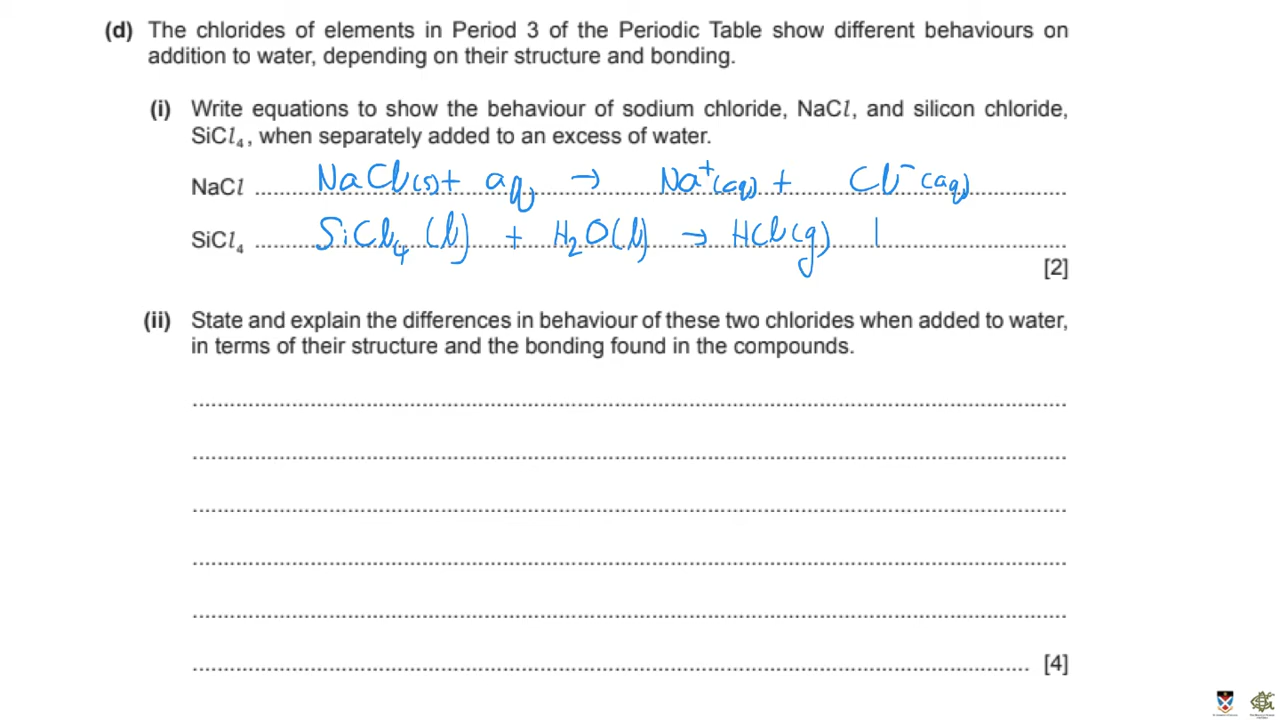 (d) The chlorides of elements in Period 3 of the Periodic Table show different behaviours on
addition to water, depending on their structure and bonding.
(i) Write equations to show the behaviour of sodium chloride, NaCl, and silicon chloride,
SiCl₄, when separately added to an excess of water.
NaCl ........ NaCl(s) + aq → Na⁺(aq) + Cl⁻(aq)
SiCl₄ ........ SiCl₄(l) + H₂O(l) → HCl(g)
[2]
(ii) State and explain the differences in behaviour of these two chlorides when added to water,
in terms of their structure and the bonding found in the compounds.
[4]